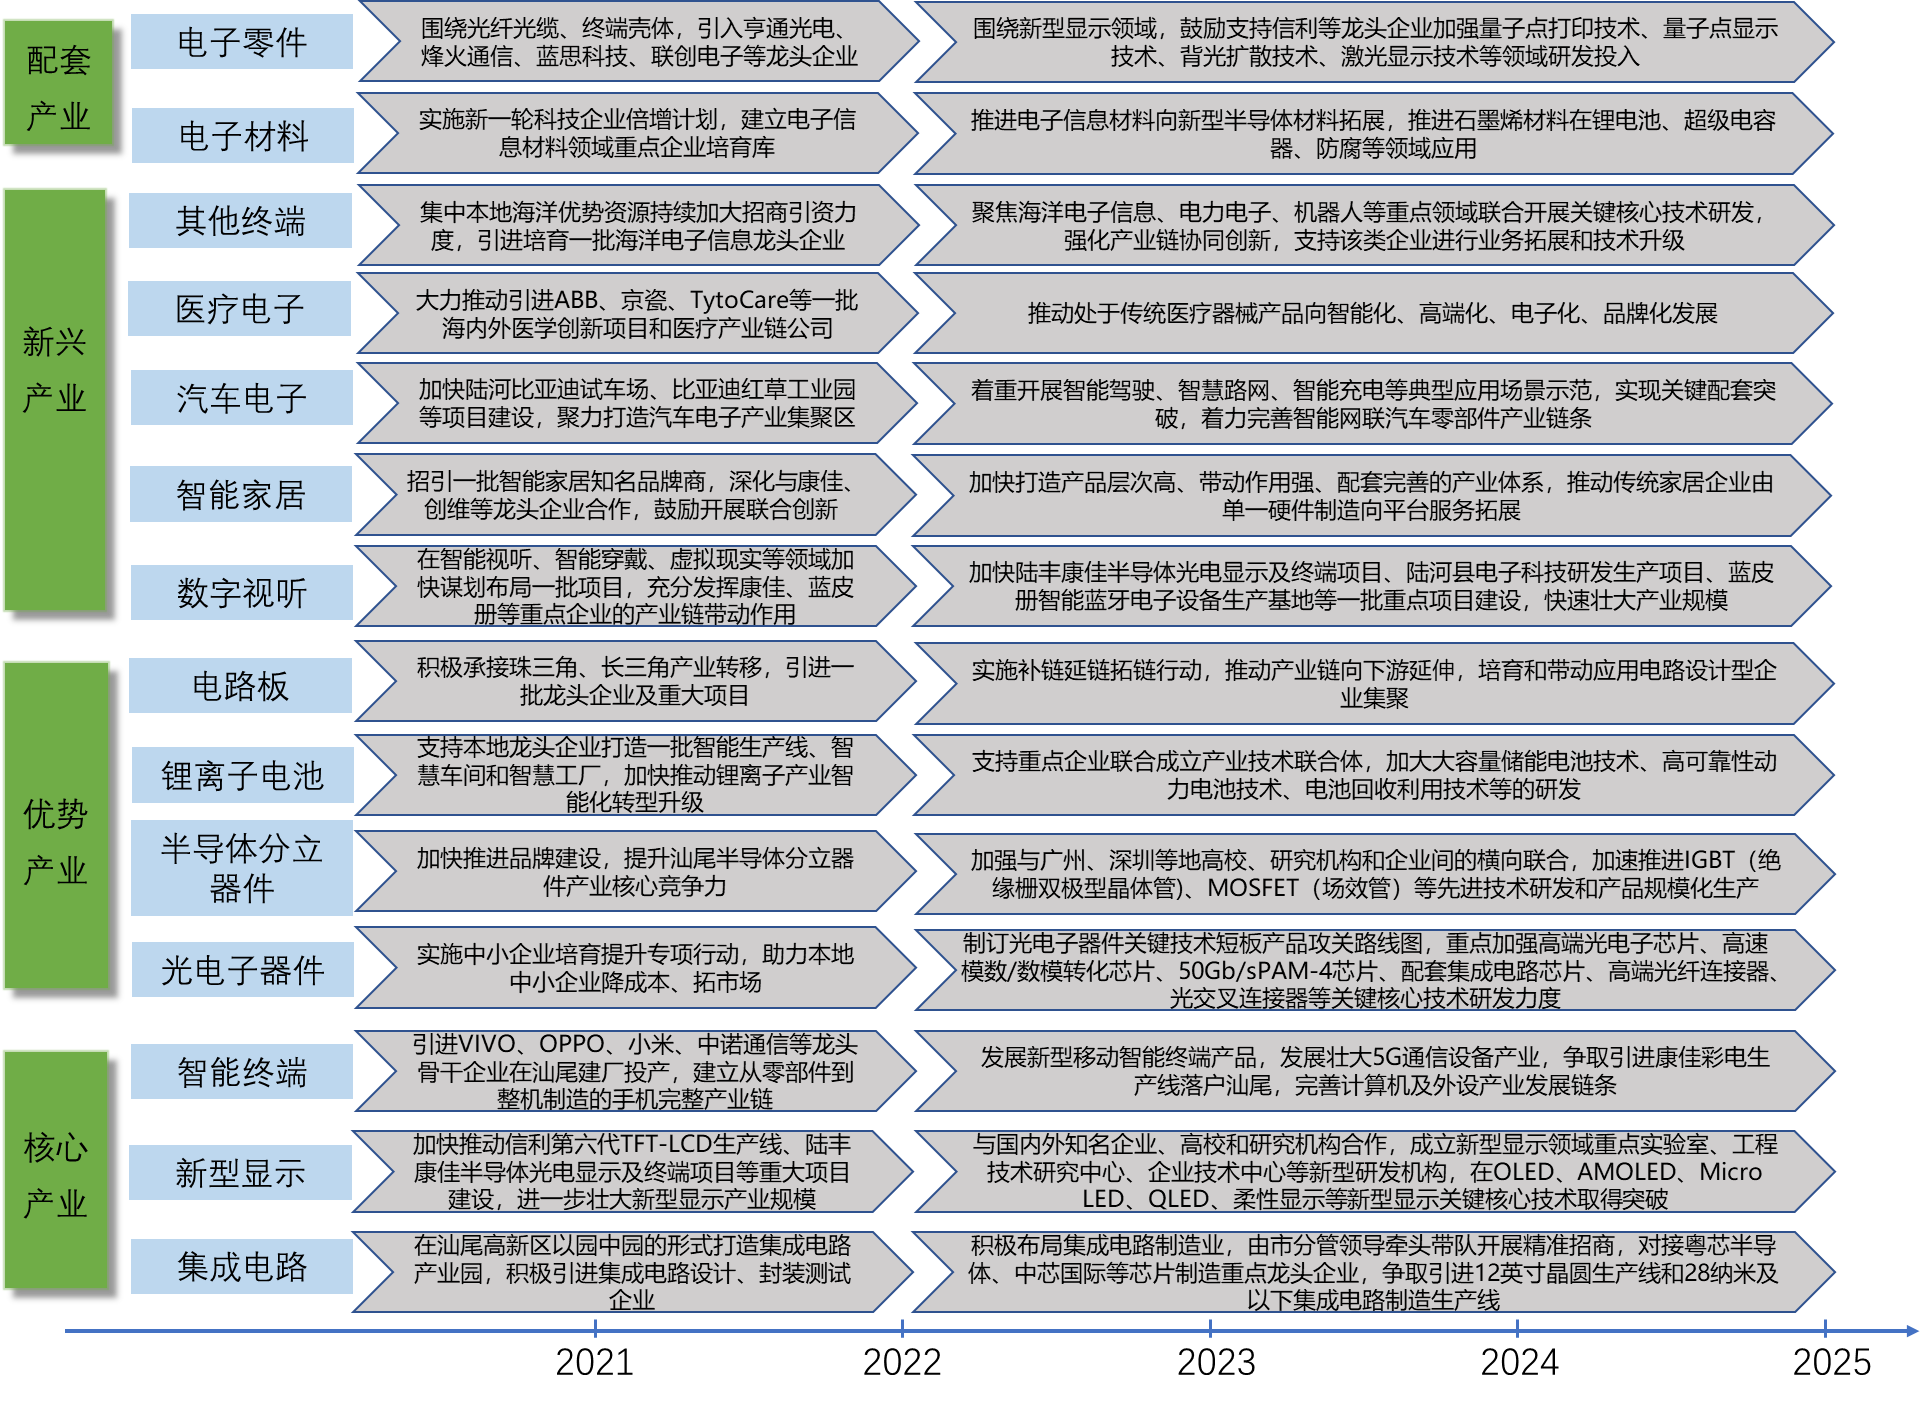 配套
产业
电子零件
围绕光纤光缆、终端壳体，引入亨通光电、
烽火通信、蓝思科技、联创电子等龙头企业
围绕新型显示领域，鼓励支持信利等龙头企业加强量子点打印技术、量子点显示
技术、背光扩散技术、激光显示技术等领域研发投入
电子材料
实施新一轮科技企业倍增计划，建立电子信
息材料领域重点企业培育库
推进电子信息材料向新型半导体材料拓展，推进石墨烯材料在锂电池、超级电容
器、防腐等领域应用
新兴
产业
其他终端
集中本地海洋优势资源持续加大招商引资力
度，引进培育一批海洋电子信息龙头企业
聚焦海洋电子信息、电力电子、机器人等重点领域联合开展关键核心技术研发，
强化产业链协同创新，支持该类企业进行业务拓展和技术升级
医疗电子
大力推动引进ABB、京瓷、TytoCare等一批
海内外医学创新项目和医疗产业链公司
推动处于传统医疗器械产品向智能化、高端化、电子化、品牌化发展
汽车电子
加快陆河比亚迪试车场、比亚迪红草工业园
等项目建设，聚力打造汽车电子产业集聚区
着重开展智能驾驶、智慧路网、智能充电等典型应用场景示范，实现关键配套突
破，着力完善智能网联汽车零部件产业链条
智能家居
招引一批智能家居知名品牌商，深化与康佳、
创维等龙头企业合作，鼓励开展联合创新
加快打造产品层次高、带动作用强、配套完善的产业体系，推动传统家居企业由
单一硬件制造向平台服务拓展
数字视听
在智能视听、智能穿戴、虚拟现实等领域加
快谋划布局一批项目，充分发挥康佳、蓝皮
册等重点企业的产业链带动作用
加快陆丰康佳半导体光电显示及终端项目、陆河县电子科技研发生产项目、蓝皮
册智能蓝牙电子设备生产基地等一批重点项目建设，快速壮大产业规模
优势
产业
电路板
积极承接珠三角、长三角产业转移，引进一
批龙头企业及重大项目
实施补链延链拓链行动，推动产业链向下游延伸，培育和带动应用电路设计型企
业集聚
锂离子电池
支持本地龙头企业打造一批智能生产线、智
慧车间和智慧工厂，加快推动锂离子产业智
能化转型升级
支持重点企业联合成立产业技术联合体，加大大容量储能电池技术、高可靠性动
力电池技术、电池回收利用技术等的研发
半导体分立
器件
加快推进品牌建设，提升汕尾半导体分立器
件产业核心竞争力
加强与广州、深圳等地高校、研究机构和企业间的横向联合，加速推进IGBT（绝
缘栅双极型晶体管)、MOSFET（场效管）等先进技术研发和产品规模化生产
光电子器件
实施中小企业培育提升专项行动，助力本地
中小企业降成本、拓市场
制订光电子器件关键技术短板产品攻关路线图，重点加强高端光电子芯片、高速
模数/数模转化芯片、50Gb/sPAM-4芯片、配套集成电路芯片、高端光纤连接器、
光交叉连接器等关键核心技术研发力度
核心
产业
智能终端
引进VIVO、OPPO、小米、中诺通信等龙头
骨干企业在汕尾建厂投产，建立从零部件到
整机制造的手机完整产业链
发展新型移动智能终端产品，发展壮大5G通信设备产业，争取引进康佳彩电生
产线落户汕尾，完善计算机及外设产业发展链条
新型显示
加快推动信利第六代TFT-LCD生产线、陆丰
康佳半导体光电显示及终端项目等重大项目
建设，进一步壮大新型显示产业规模
与国内外知名企业、高校和研究机构合作，成立新型显示领域重点实验室、工程
技术研究中心、企业技术中心等新型研发机构，在OLED、AMOLED、Micro
LED、QLED、柔性显示等新型显示关键核心技术取得突破
集成电路
在汕尾高新区以园中园的形式打造集成电路
产业园，积极引进集成电路设计、封装测试
企业
积极布局集成电路制造业，由市分管领导牵头带队开展精准招商，对接粤芯半导
体、中芯国际等芯片制造重点龙头企业，争取引进12英寸晶圆生产线和28纳米及
以下集成电路制造生产线
2021
2022
2023
2024
2025